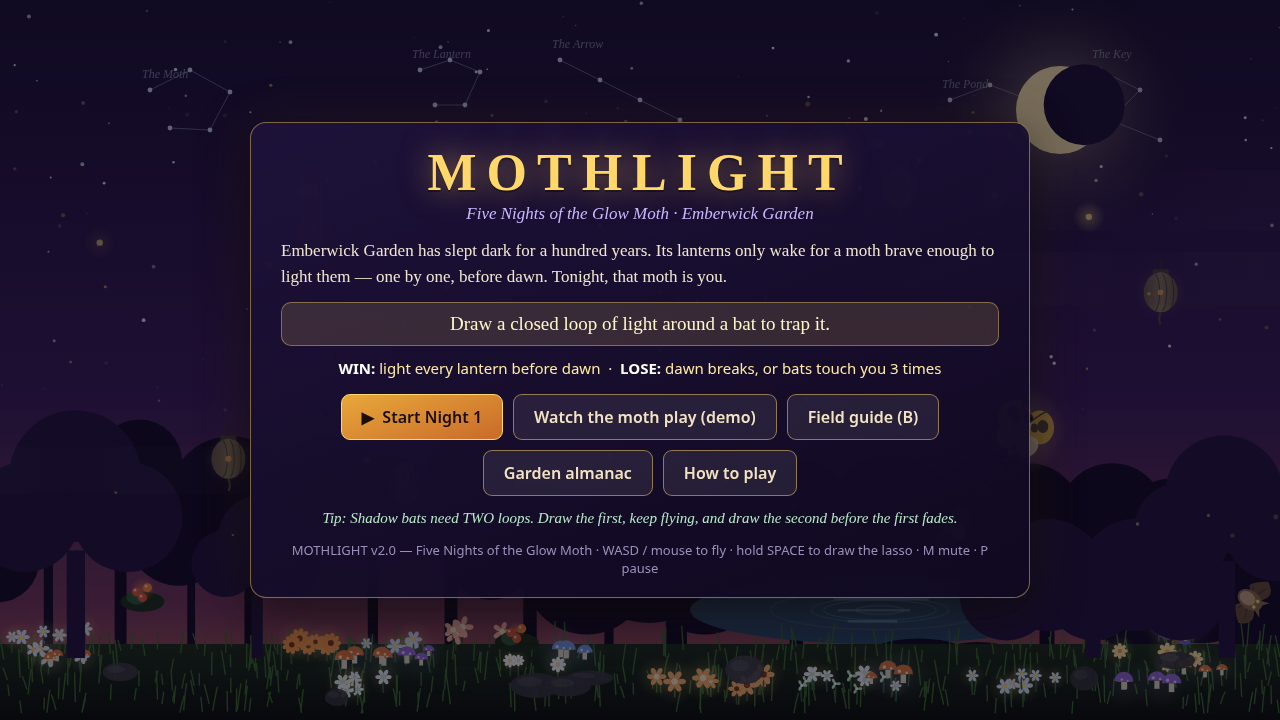 The Arrow
The Lantern
The Key
The Moth
The Pond
MOTHLIGHT
Five Nights of the Glow Moth · Emberwick Garden
Emberwick Garden has slept dark for a hundred years. Its lanterns only wake for a moth brave enough to
light them — one by one, before dawn. Tonight, that moth is you.
Draw a closed loop of light around a bat to trap it.
WIN: light every lantern before dawn · LOSE: dawn breaks, or bats touch you 3 times
▶ Start Night 1
Watch the moth play (demo)
Field guide (B)
Garden almanac
How to play
Tip: Shadow bats need TWO loops. Draw the first, keep flying, and draw the second before the first fades.
MOTHLIGHT v2.0 — Five Nights of the Glow Moth · WASD / mouse to fly · hold SPACE to draw the lasso · M mute · P
pause